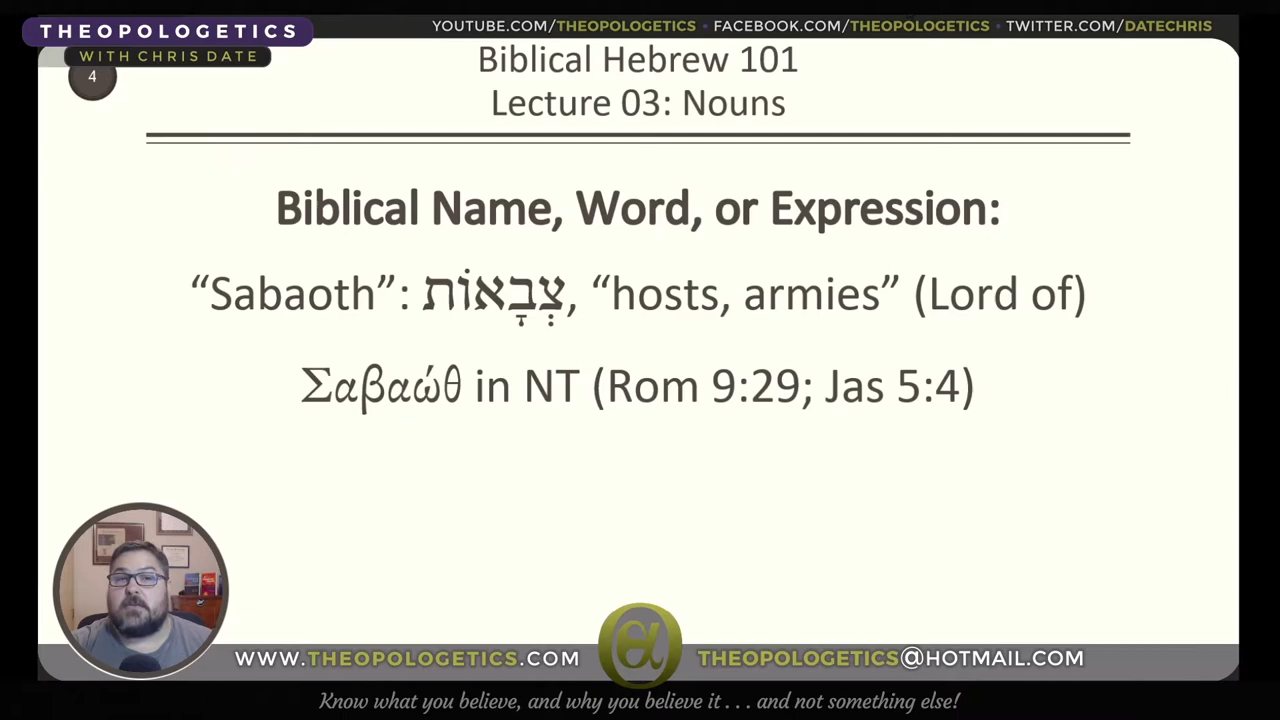 THEOPOLOGETICS
WITH CHRIS DATE
YOUTUBE.COM/THEOPOLOGETICS • FACEBOOK.COM/THEOPOLOGETICS • TWITTER.COM/DATECHRIS
4
Biblical Hebrew 101
Lecture 03: Nouns
Biblical Name, Word, or Expression:
“Sabaoth”: צְבָאוֹת, “hosts, armies” (Lord of)
Σαβαώθ in NT (Rom 9:29; Jas 5:4)
WWW.THEOPOLOGETICS.COM
THEOPOLOGETICS@HOTMAIL.COM
Know what you believe, and why you believe it . . . and not something else!